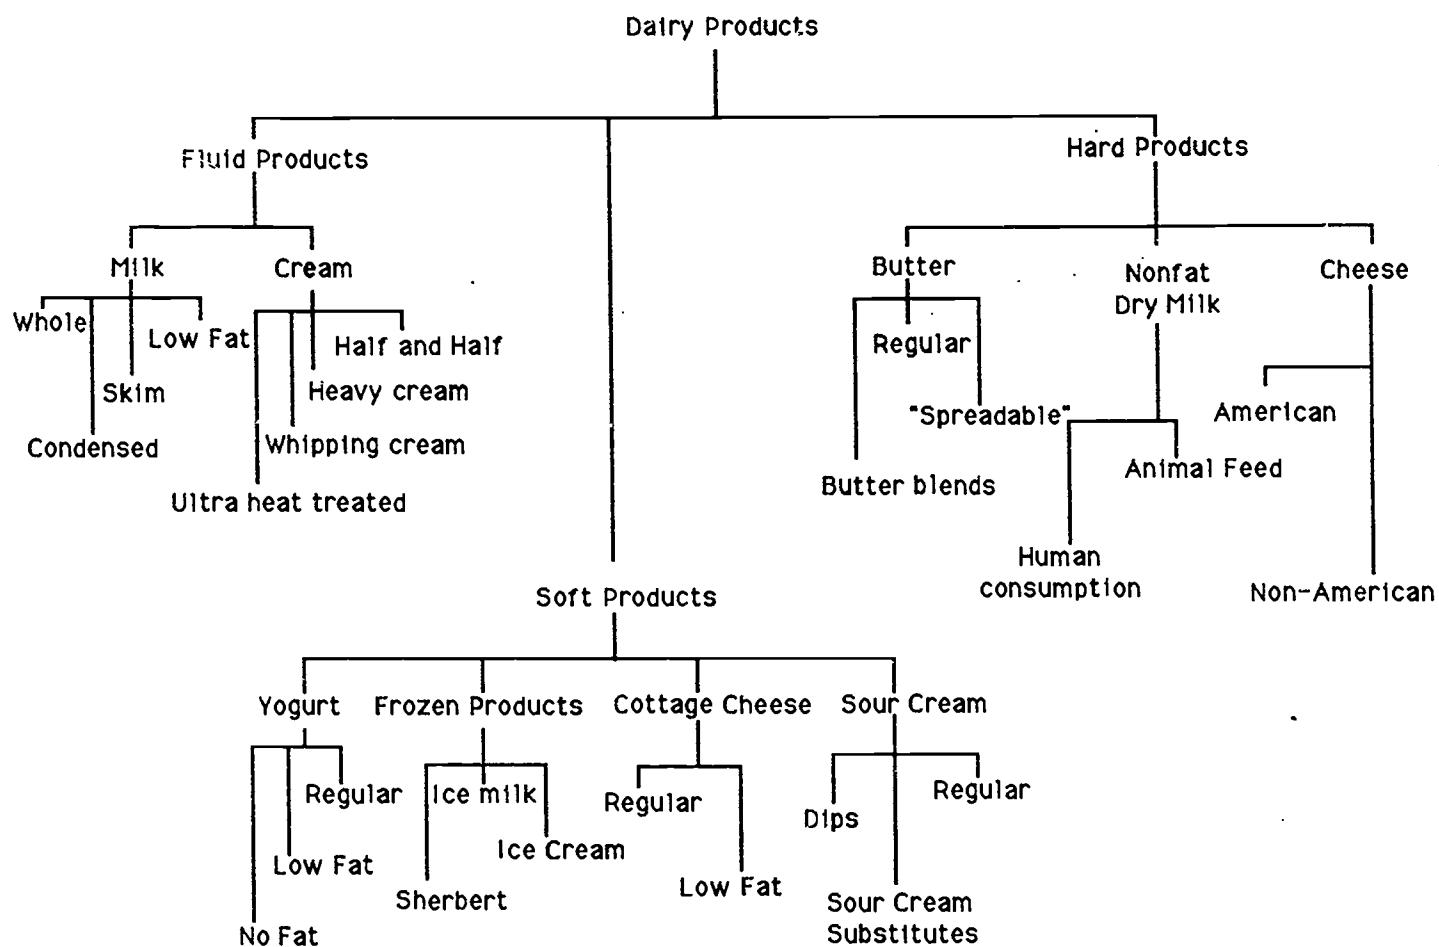 Dairy Products
Fluid Products
Hard Products
Milk
Cream
Butter
Nonfat
Dry Milk
Cheese
Whole
Low Fat
Skim
Condensed
Half and Half
Heavy cream
Whipping cream
Ultra heat treated
Regular
"Spreadable"
Butter blends
Animal Feed
Human
consumption
American
Non-American
Soft Products
Yogurt
Frozen Products
Cottage Cheese
Sour Cream
Regular
Low Fat
No Fat
Ice milk
Ice Cream
Sherbert
Regular
Low Fat
Dips
Regular
Sour Cream
Substitutes